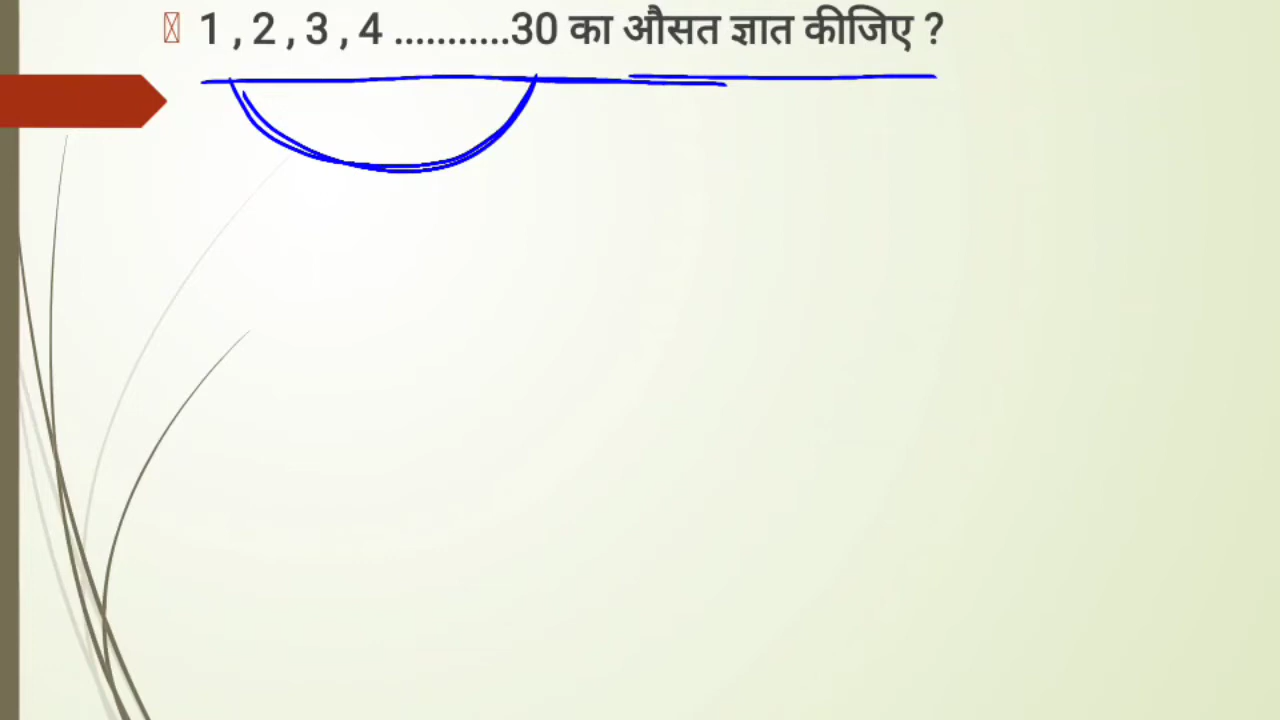 1 , 2 , 3 , 4 ...........30 का औसत ज्ञात कीजिए ?